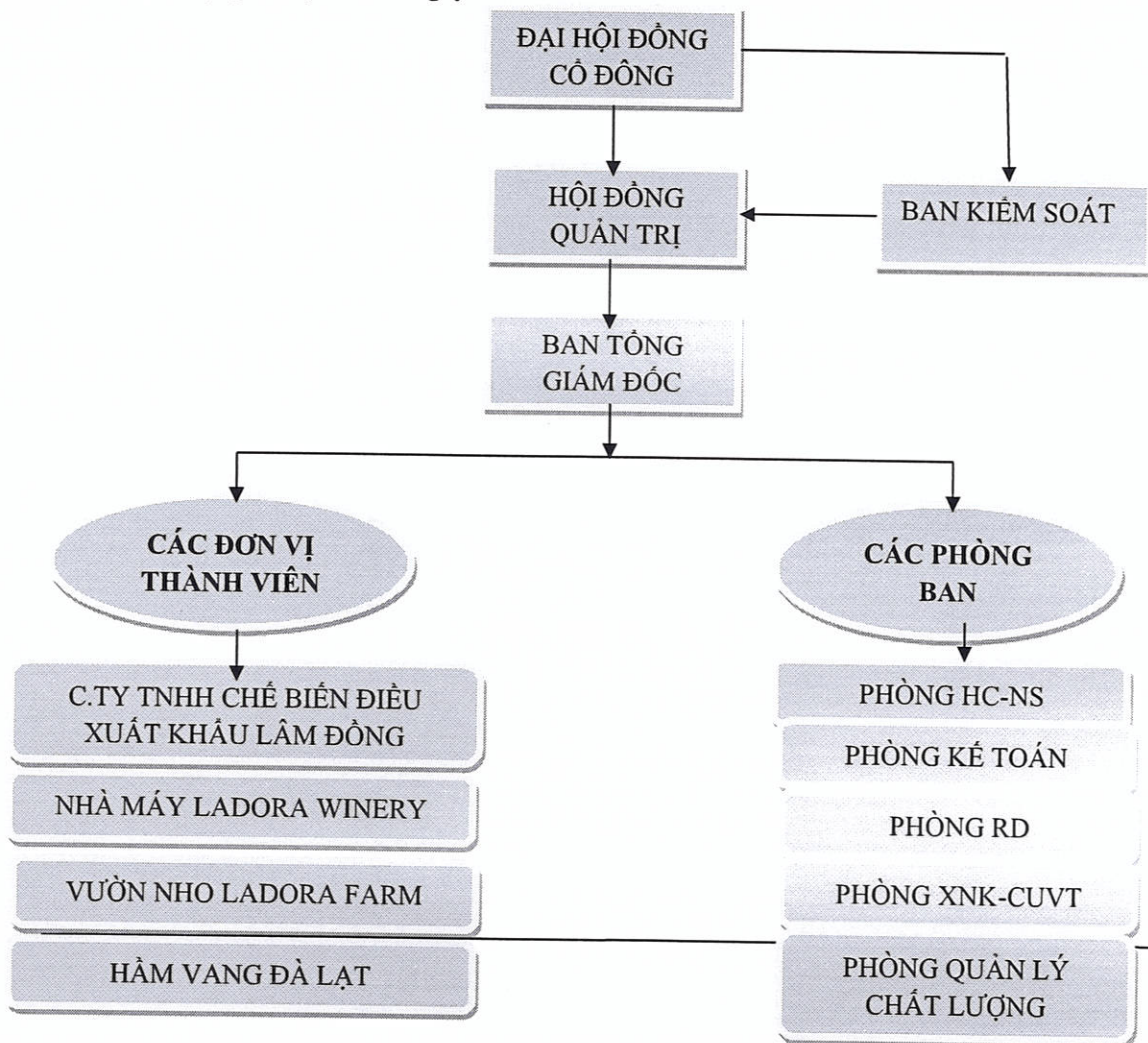 ĐẠI HỘI ĐỒNG
CỔ ĐÔNG
HỘI ĐỒNG
QUẢN TRỊ
BAN KIỂM SOÁT
BAN TỔNG
GIÁM ĐỐC
CÁC ĐƠN VỊ
THÀNH VIÊN
CÁC PHÒNG
BAN
C.TY TNHH CHẾ BIẾN ĐIỀU
XUẤT KHẨU LÂM ĐỒNG
NHÀ MÁY LADORA WINERY
VƯỜN NHO LADORA FARM
HẦM VANG ĐÀ LẠT
PHÒNG HC-NS
PHÒNG KẾ TOÁN
PHÒNG RD
PHÒNG XNK-CUVT
PHÒNG QUẢN LÝ
CHẤT LƯỢNG